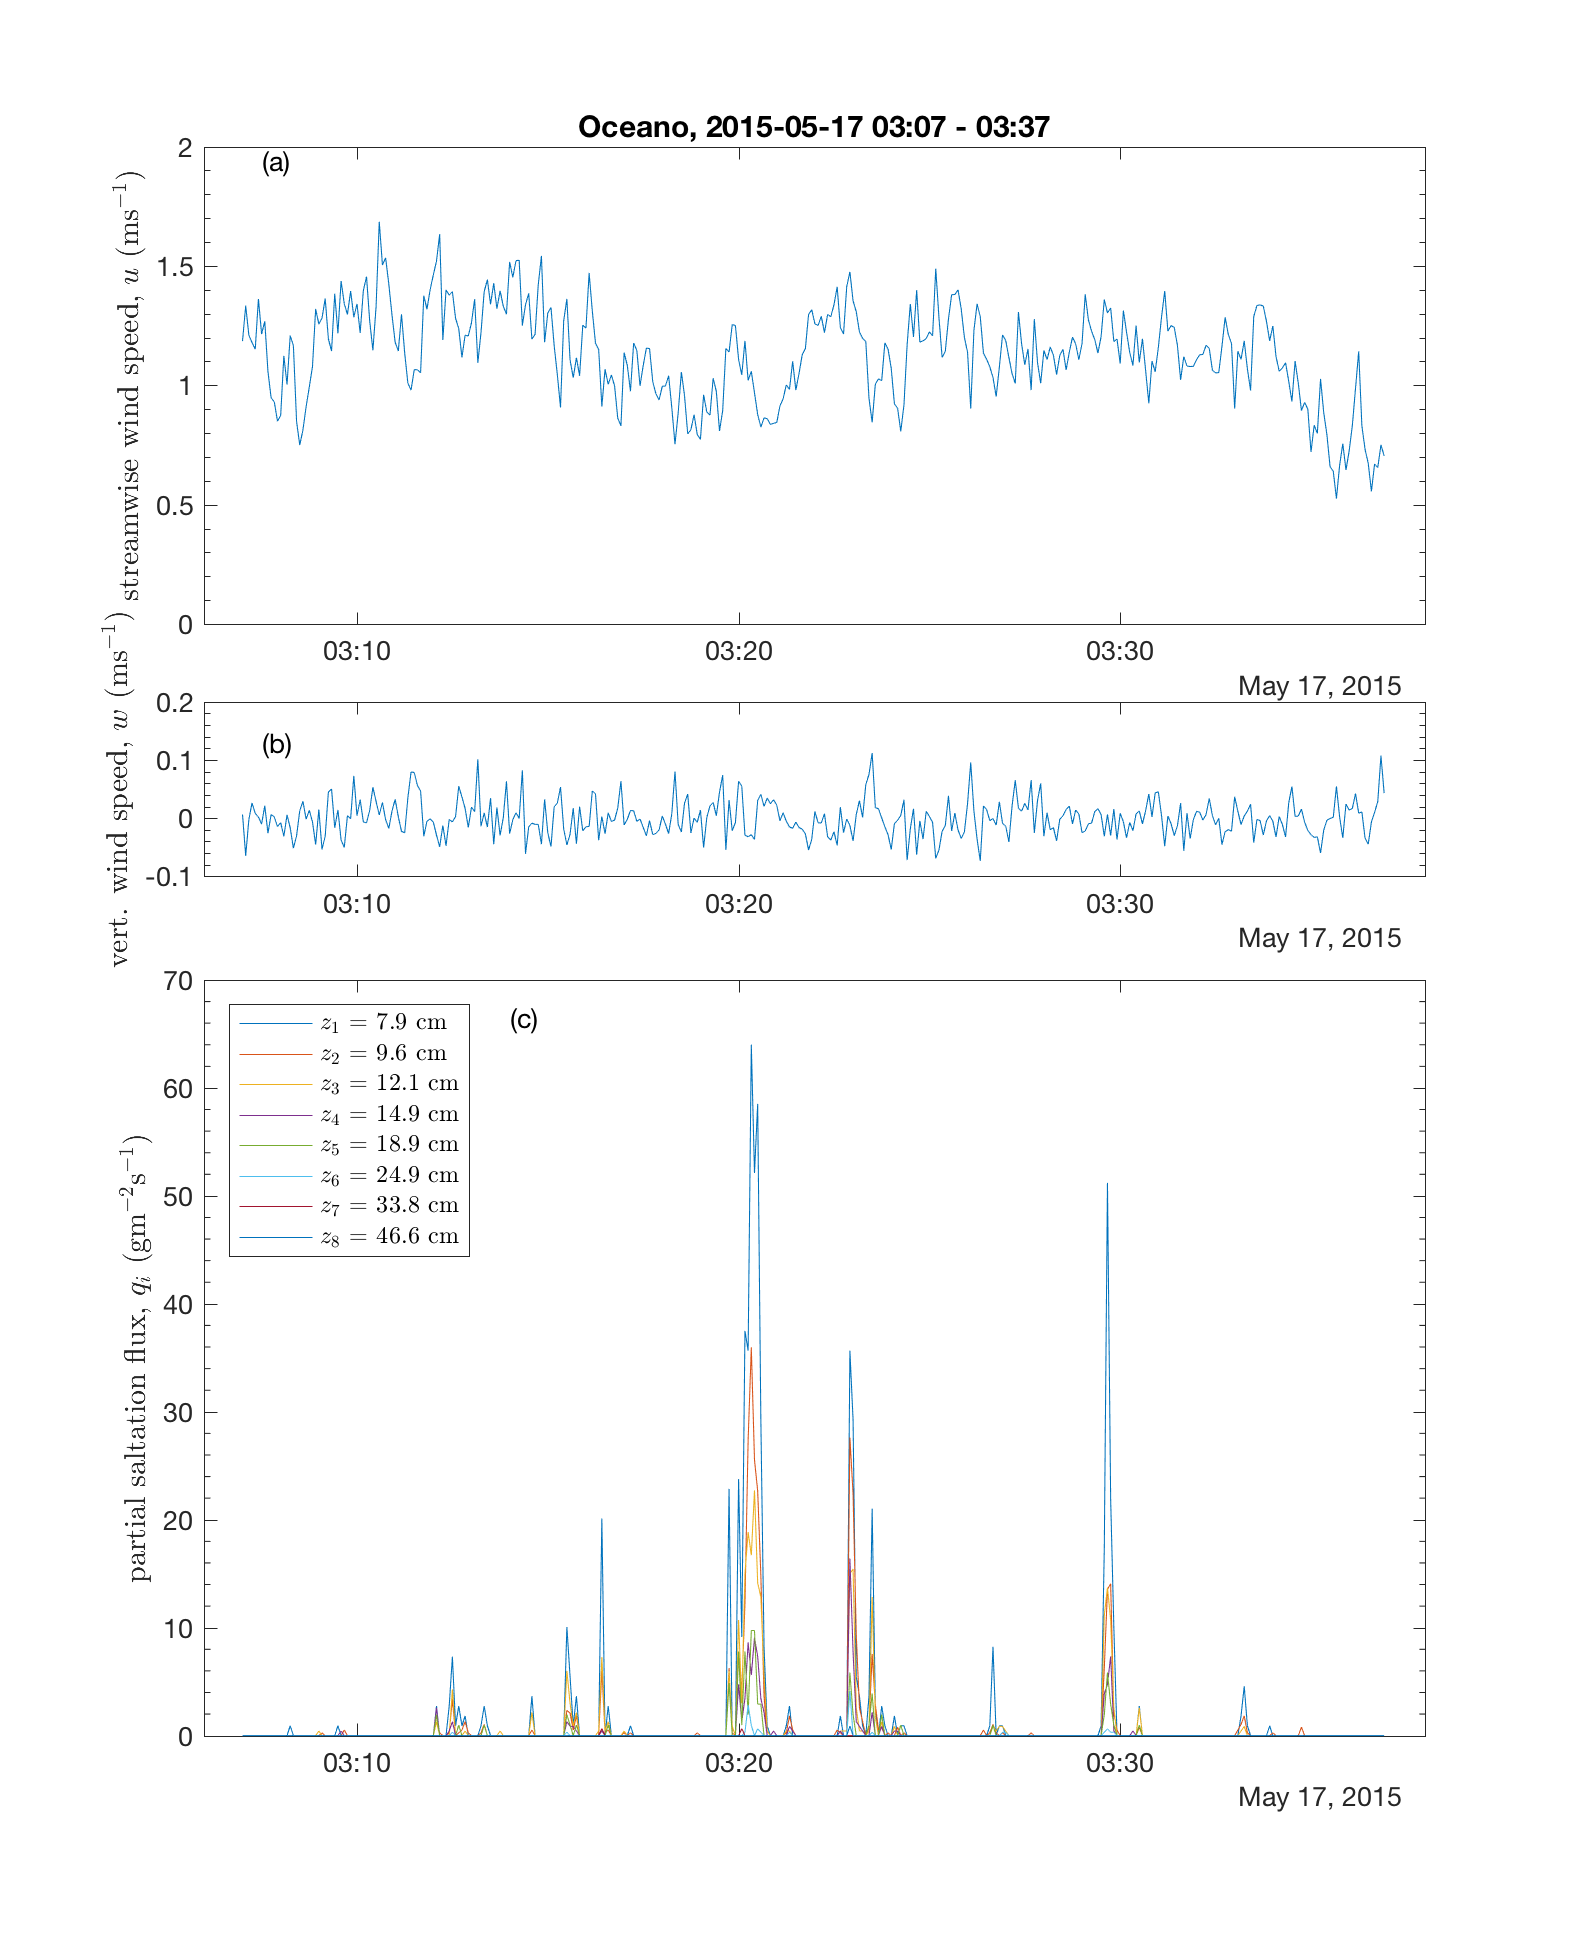 Oceano, 2015-05-17 03:07 - 03:37
(a)
streamwise wind speed, u (ms⁻¹)
2
1.5
1
0.5
0
03:10 03:20 03:30
May 17, 2015
(b)
vert. wind speed, w (ms⁻¹)
0.2
0.1
0
-0.1
03:10 03:20 03:30
May 17, 2015
(c)
partial saltation flux, qᵢ (gm⁻²s⁻¹)
70
60
50
40
30
20
10
0
z₁ = 7.9 cm
z₂ = 9.6 cm
z₃ = 12.1 cm
z₄ = 14.9 cm
z₅ = 18.9 cm
z₆ = 24.9 cm
z₇ = 33.8 cm
z₈ = 46.6 cm
03:10 03:20 03:30
May 17, 2015